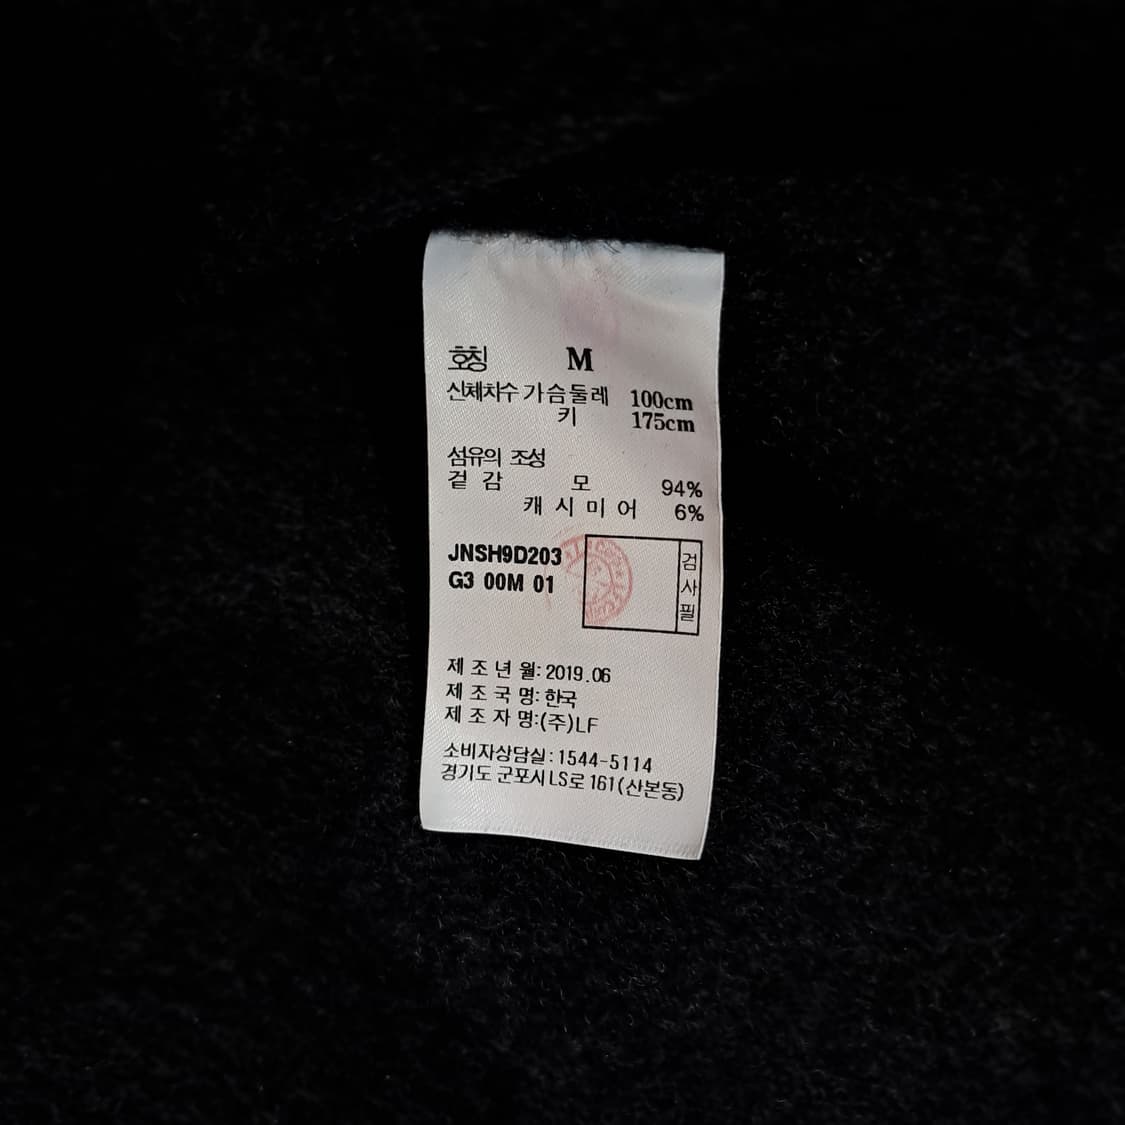 호칭 M
신체치수 가슴둘레 100cm
키 175cm
섬유의 조성
겉감 모 94%
캐시미어 6%
JNSH9D203
G3 00M 01
검사필
제조년월: 2019.06
제조국명: 한국
제조자명:(주)LF
소비자상담실: 1544-5114
경기도 군포시 LS로 161(산본동)